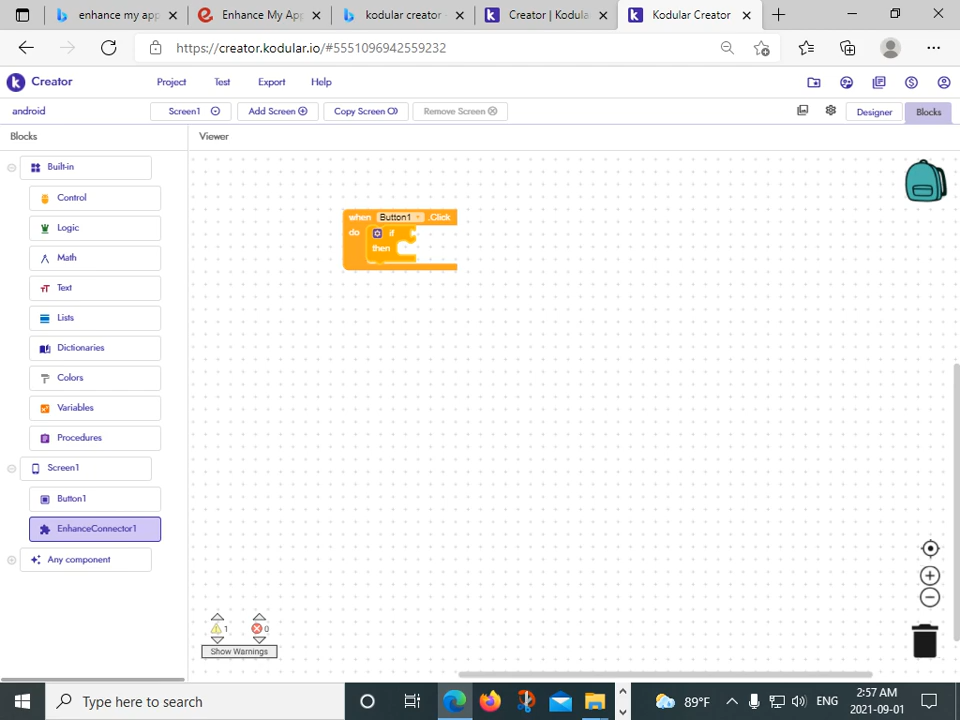 enhance my app
Enhance My App
kodular creator
Creator | Kodula
Kodular Creator
https://creator.kodular.io/#5551096942559232
Creator
Project
Test
Export
Help
android
Screen1
Add Screen
Copy Screen
Remove Screen
Designer
Blocks
Blocks
Viewer
Built-in
Control
Logic
Math
Text
Lists
Dictionaries
Colors
Variables
Procedures
Screen1
Button1
EnhanceConnector1
Any component
when Button1 .Click
do if
then
1
0
Show Warnings
Type here to search
89°F
ENG
2:57 AM
2021-09-01